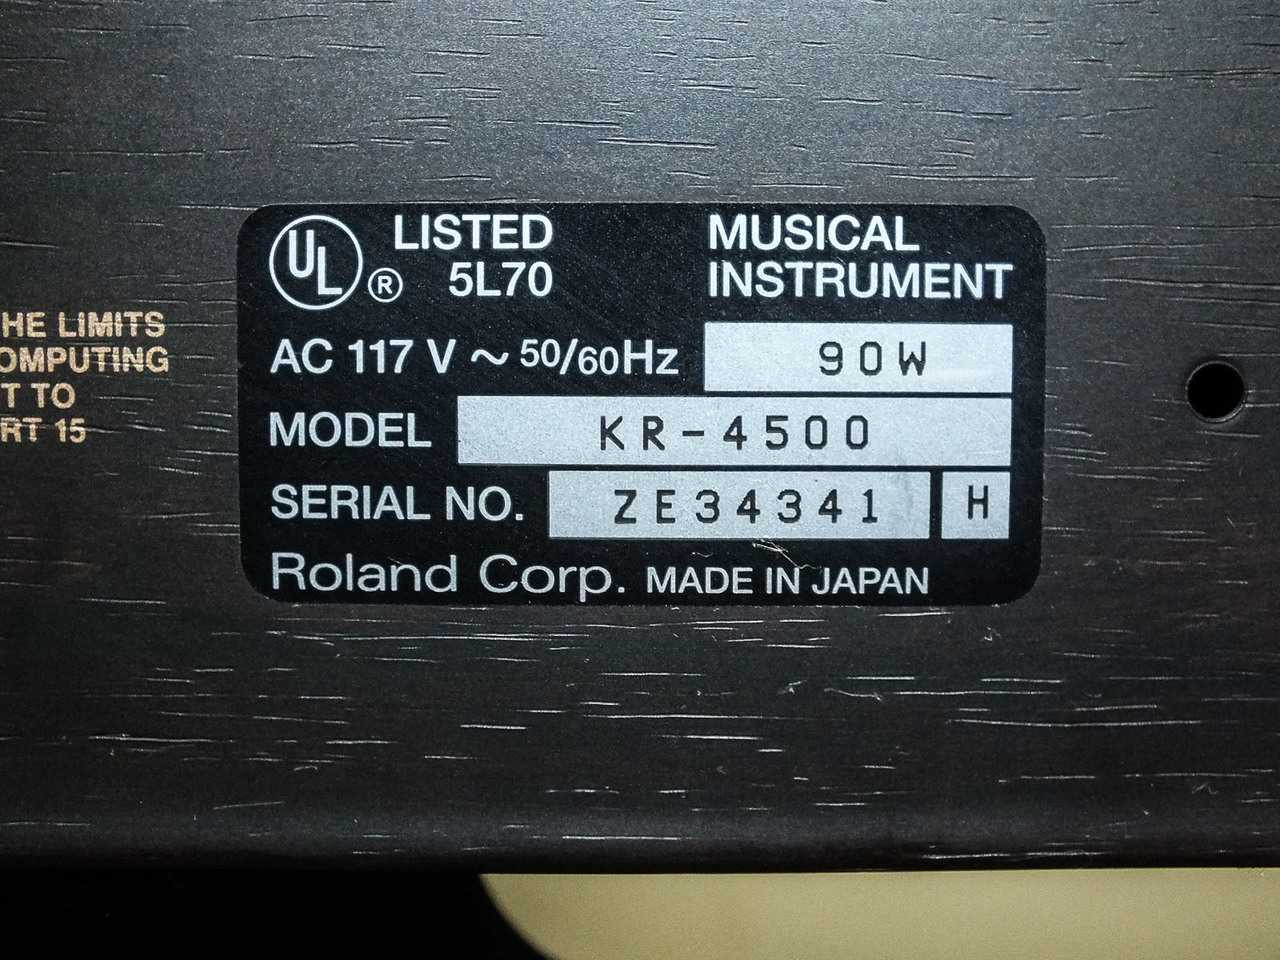 HE LIMITS
OMPUTING
T TO
RT 15
UL ® LISTED
5L70
MUSICAL
INSTRUMENT
AC 117 V ~ 50/60Hz 90W
MODEL KR-4500
SERIAL NO. ZE34341 H
Roland Corp. MADE IN JAPAN